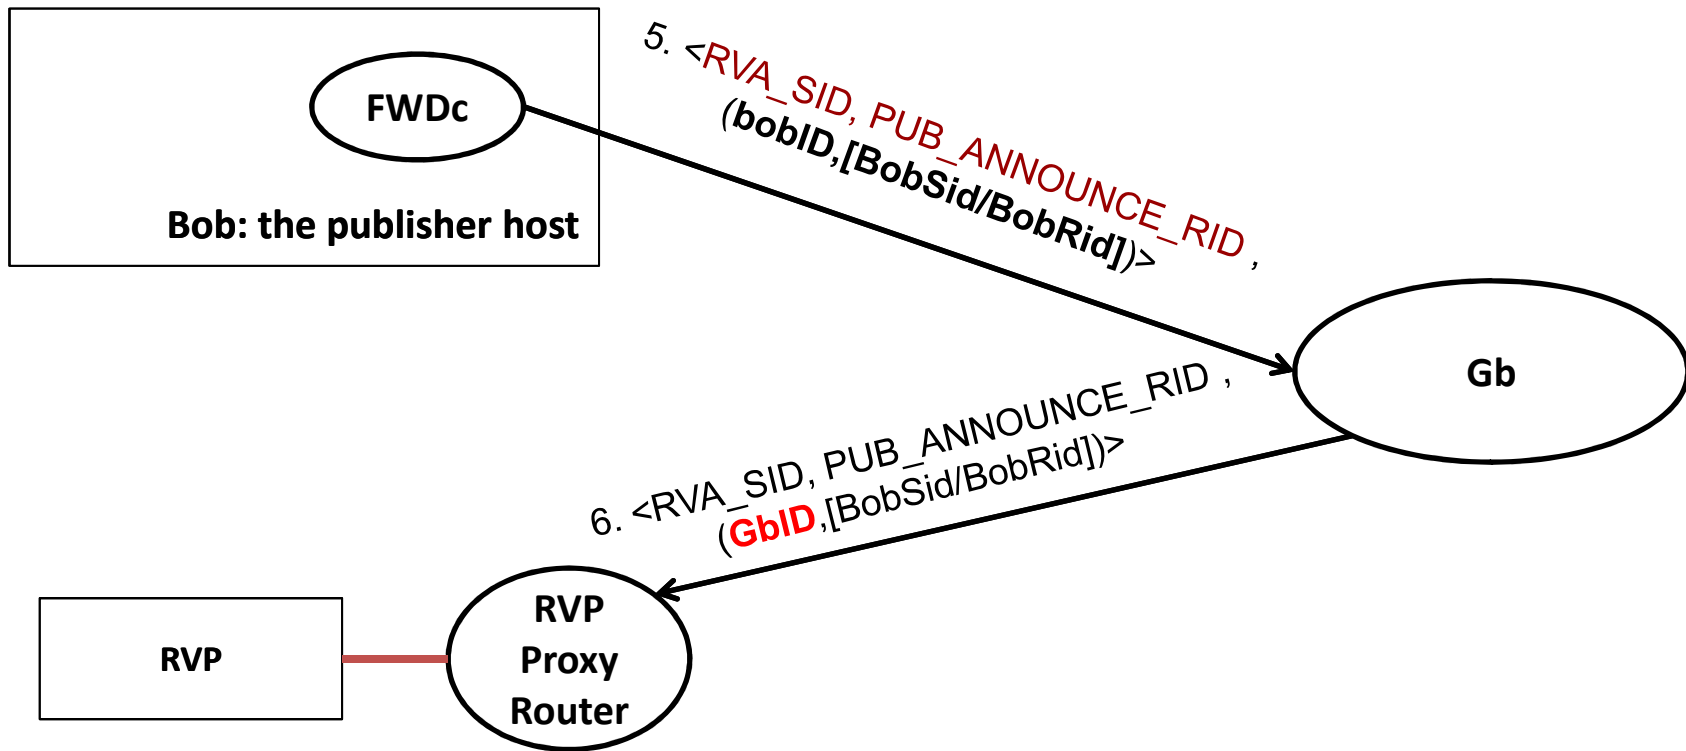 FWDc
Bob: the publisher host
5. <RVA_SID, PUB_ANNOUNCE_RID ,
(bobID,[BobSid/BobRid])>
Gb
6. <RVA_SID, PUB_ANNOUNCE_RID ,
(GbID,[BobSid/BobRid])>
RVP
Proxy
Router
RVP